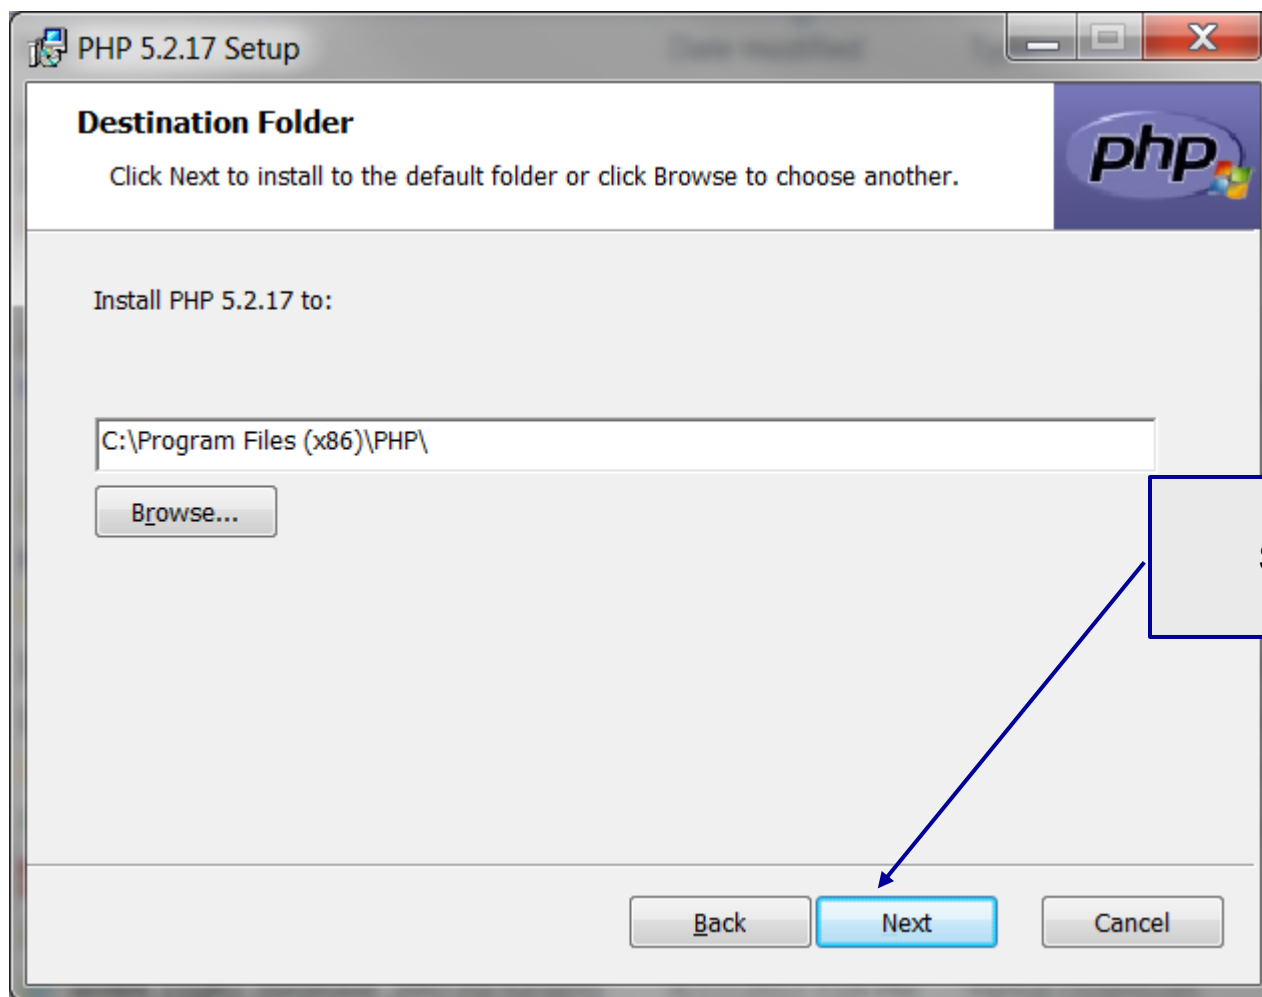 PHP 5.2.17 Setup
Destination Folder
Click Next to install to the default folder or click Browse to choose another.
php
Install PHP 5.2.17 to:
C:\Program Files (x86)\PHP\
Browse...
Back
Next
Cancel